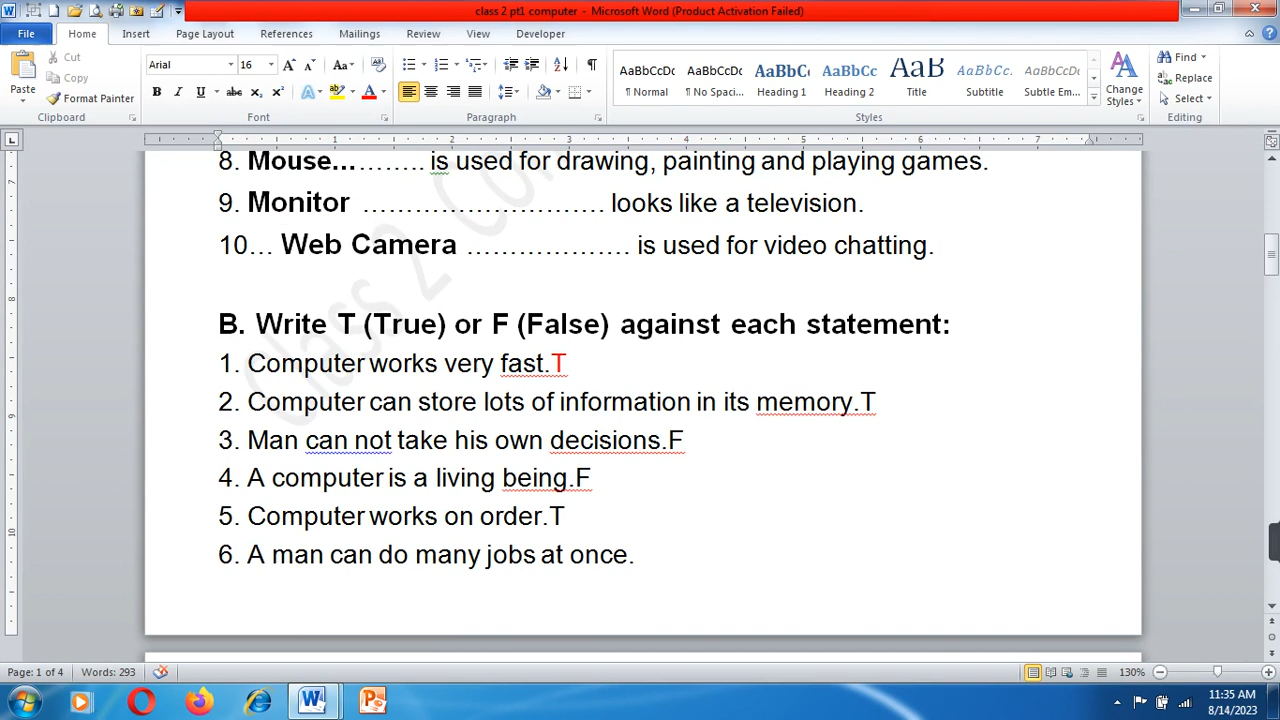 class 2 pt1 computer - Microsoft Word (Product Activation Failed)
File Home Insert Page Layout References Mailings Review View Developer
Paste
Cut
Copy
Format Painter
Clipboard
Arial 16
Font
Paragraph
AaBbCcDc AaBbCcDc AaBbCc AaBbCc AaB AaBbCcL AaBbCcDc
¶ Normal ¶ No Spaci... Heading 1 Heading 2 Title Subtitle Subtle Em...
Change Styles
Styles
Find
Replace
Select
Editing
8. Mouse...…….. is used for drawing, painting and playing games.
9. Monitor ………………………. looks like a television.
10… Web Camera ………………. is used for video chatting.
Class 2 Com
B. Write T (True) or F (False) against each statement:
1. Computer works very fast.T
2. Computer can store lots of information in its memory.T
3. Man can not take his own decisions.F
4. A computer is a living being.F
5. Computer works on order.T
6. A man can do many jobs at once.
Page: 1 of 4 Words: 293 130%
11:35 AM
8/14/2023